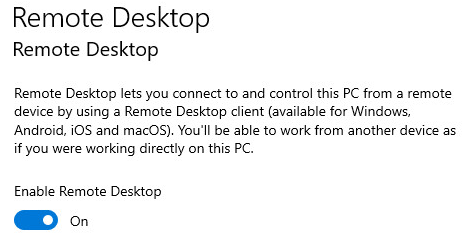 Remote Desktop
Remote Desktop
Remote Desktop lets you connect to and control this PC from a remote
device by using a Remote Desktop client (available for Windows,
Android, iOS and macOS). You'll be able to work from another device as
if you were working directly on this PC.
Enable Remote Desktop
On